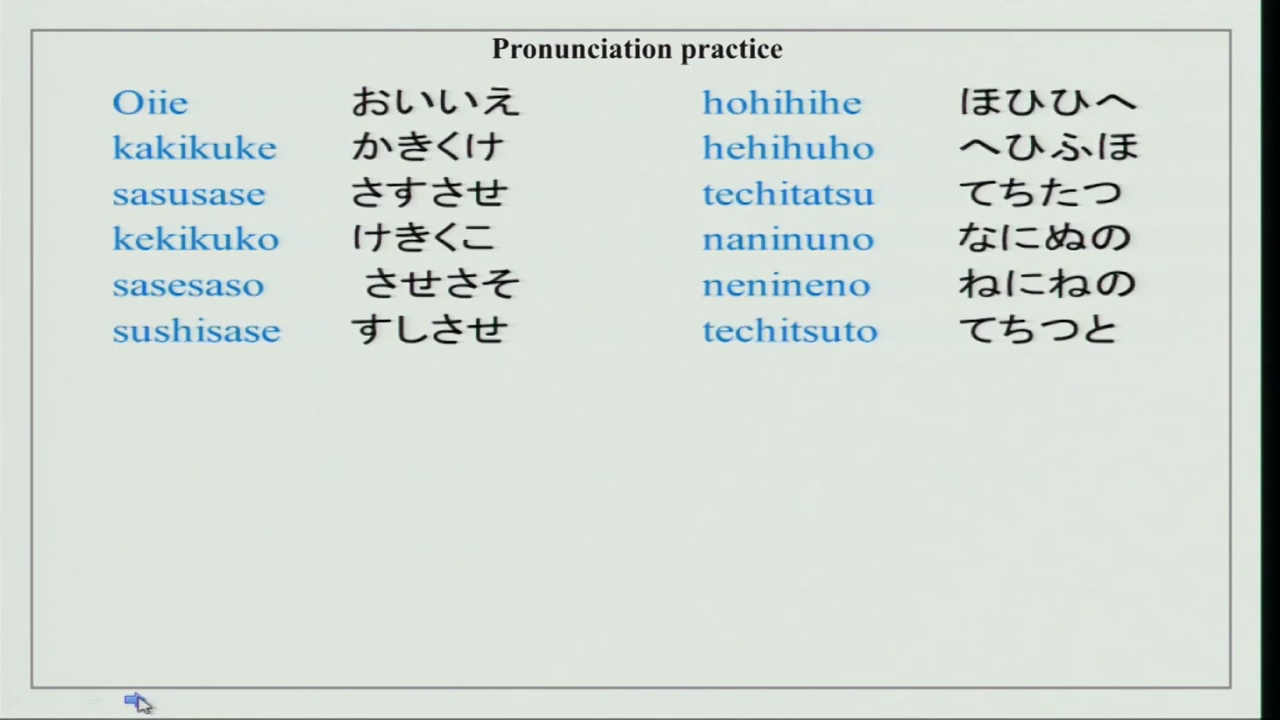 Pronunciation practice
Oiie おいいえ hohihihe ほひひへ
kakikuke かきくけ hehihuho へひふほ
sasusase さすさせ techitatsu てちたつ
kekikuko けきくこ naninuno なにぬの
sasesaso させさそ nenineno ねにねの
sushisase すしさせ techitsuto てちつと